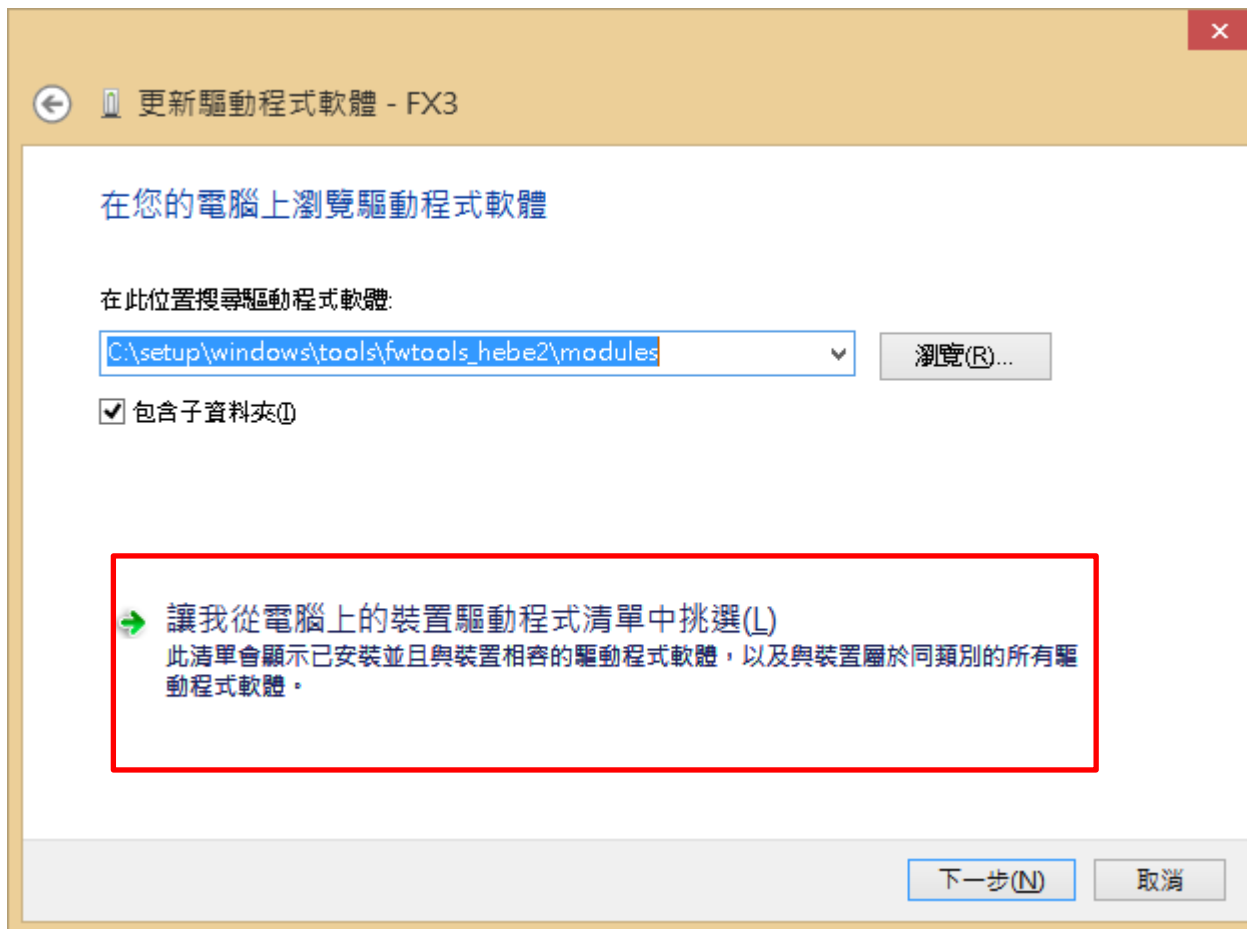 更新驅動程式軟體 - FX3
在您的電腦上瀏覽驅動程式軟體
在此位置搜尋驅動程式軟體:
C:\setup\windows\tools\fwtools_hebe2\modules
瀏覽(R)...
包含子資料夾(I)
讓我從電腦上的裝置驅動程式清單中挑選(L)
此清單會顯示已安裝並且與裝置相容的驅動程式軟體，以及與裝置屬於同類別的所有驅
動程式軟體。
下一步(N)
取消